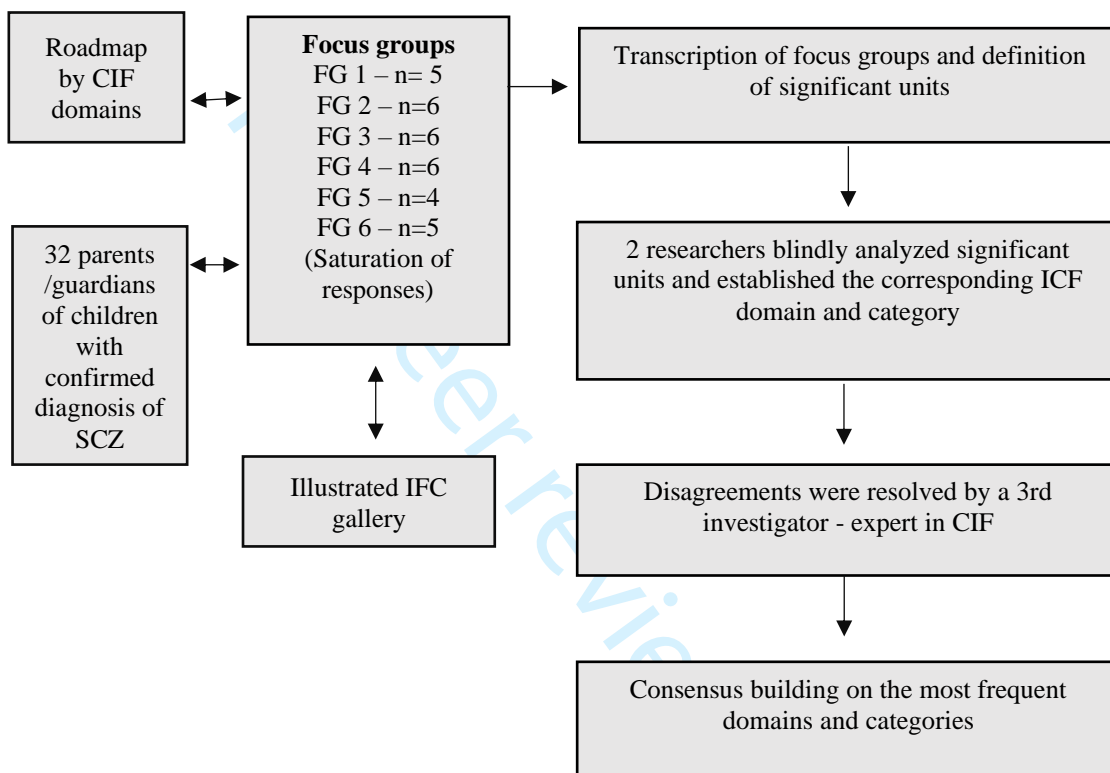 Roadmap
by CIF
domains
32 parents
/guardians
of children
with
confirmed
diagnosis of
SCZ
Focus groups
FG 1 – n= 5
FG 2 – n=6
FG 3 – n=6
FG 4 – n=6
FG 5 – n=4
FG 6 – n=5
(Saturation of
responses)
Illustrated IFC
gallery
Transcription of focus groups and definition
of significant units
2 researchers blindly analyzed significant
units and established the corresponding ICF
domain and category
Disagreements were resolved by a 3rd
investigator - expert in CIF
Consensus building on the most frequent
domains and categories
eer revie